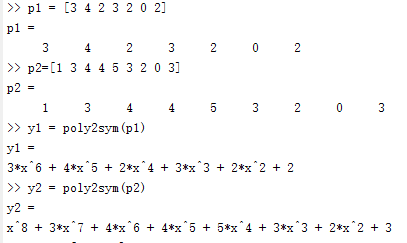 >> p1 = [3 4 2 3 2 0 2]
p1 =
3 4 2 3 2 0 2
>> p2=[1 3 4 4 5 3 2 0 3]
p2 =
1 3 4 4 5 3 2 0 3
>> y1 = poly2sym(p1)
y1 =
3*x^6 + 4*x^5 + 2*x^4 + 3*x^3 + 2*x^2 + 2
>> y2 = poly2sym(p2)
y2 =
x^8 + 3*x^7 + 4*x^6 + 4*x^5 + 5*x^4 + 3*x^3 + 2*x^2 + 3